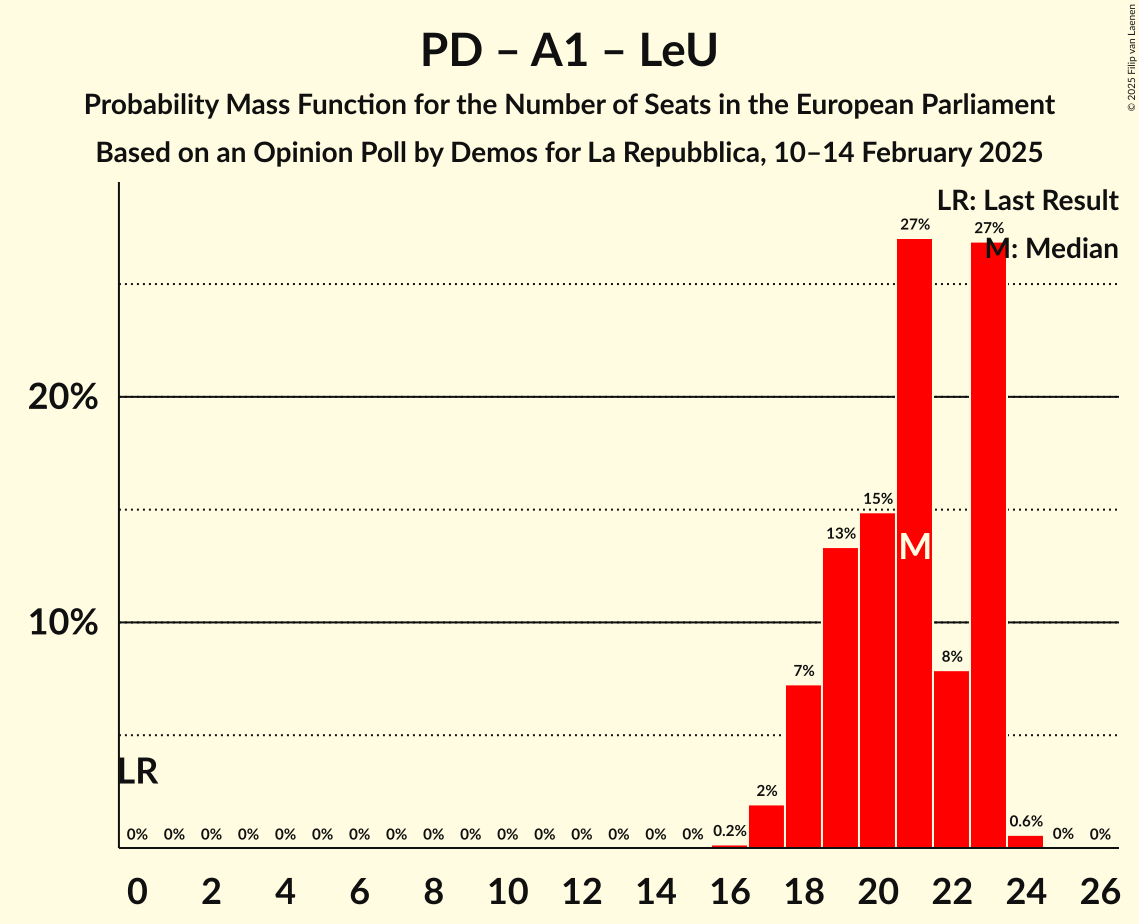 PD – A1 – LeU
Probability Mass Function for the Number of Seats in the European Parliament
Based on an Opinion Poll by Demos for La Repubblica, 10–14 February 2025
© 2025 Filip van Laenen
LR: Last Result
M: Median
27%
27%
20%
15%
13%
M
10%
8%
7%
LR
2%
0% 0% 0% 0% 0% 0% 0% 0% 0% 0% 0% 0% 0% 0% 0% 0% 0.2% 0.6% 0% 0%
0 2 4 6 8 10 12 14 16 18 20 22 24 26